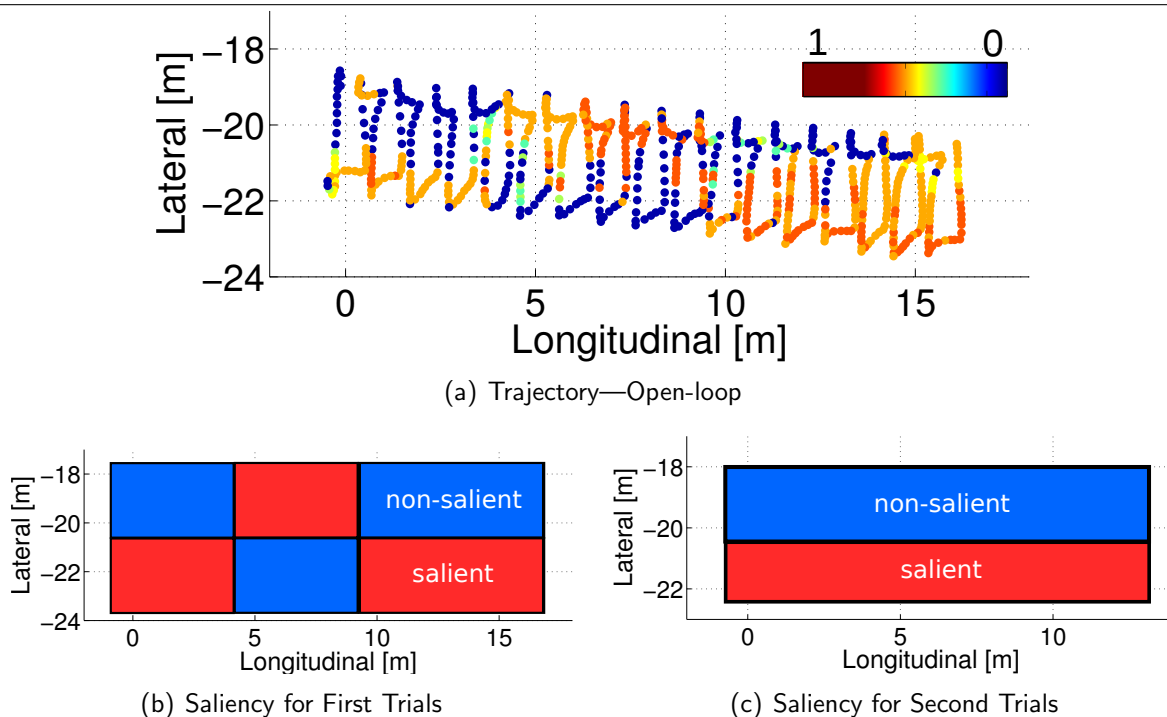 1 0
−18
−20
−22
−24
Lateral [m]
0 5 10 15
Longitudinal [m]
(a) Trajectory—Open-loop
−18
−20
−22
−24
Lateral [m]
non-salient
salient
0 5 10 15
Longitudinal [m]
(b) Saliency for First Trials
−18
−20
−22
Lateral [m]
non-salient
salient
0 5 10
Longitudinal [m]
(c) Saliency for Second Trials